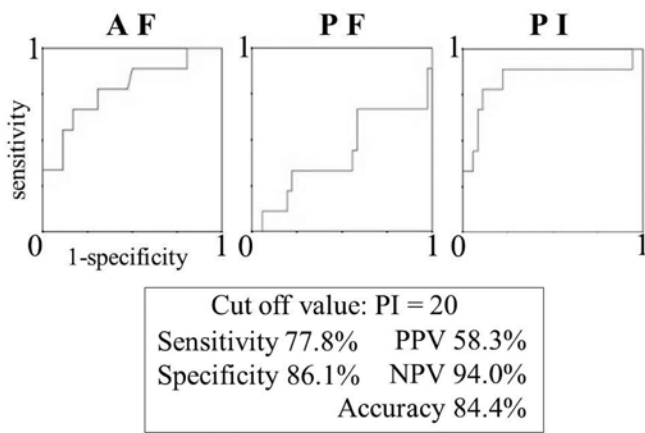 A F P F P I
1 1 1
sensitivity
0 1 0 1 0 1
1-specificity
Cut off value: PI = 20
Sensitivity 77.8% PPV 58.3%
Specificity 86.1% NPV 94.0%
Accuracy 84.4%